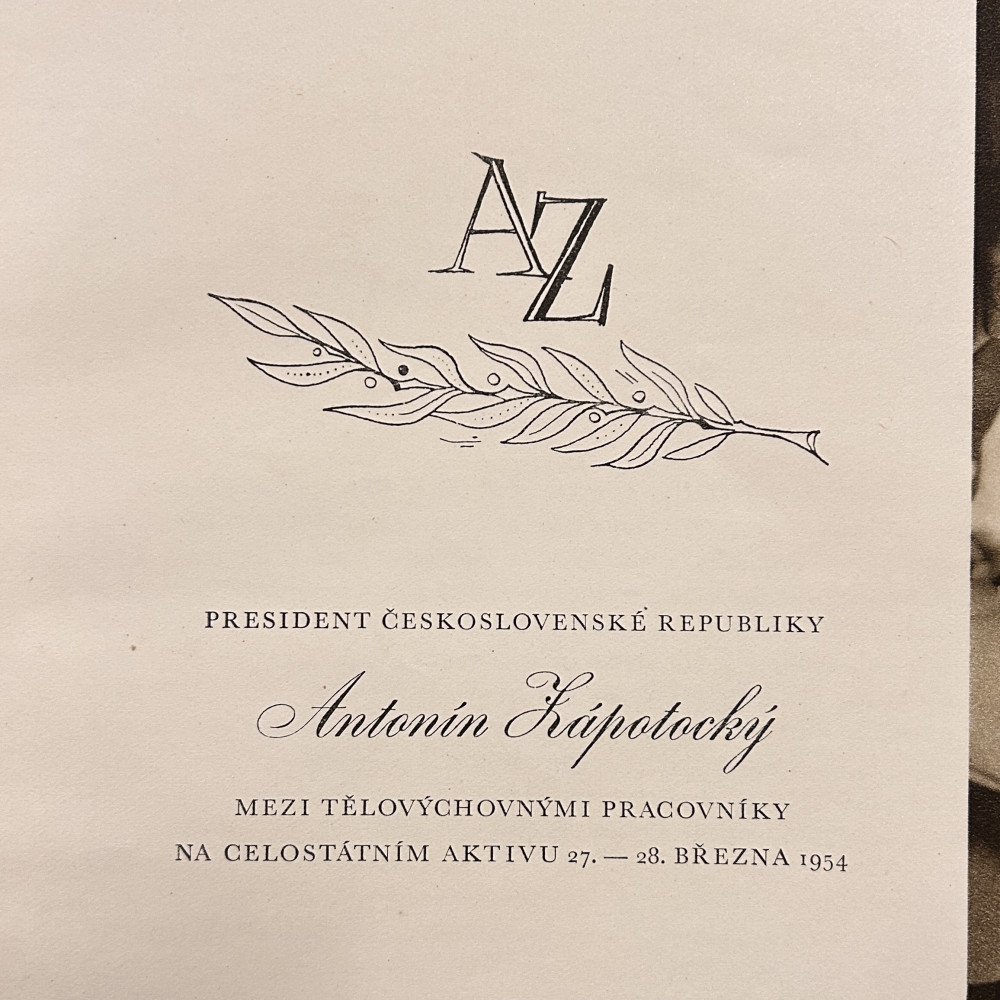 AZ
PRESIDENT ČESKOSLOVENSKÉ REPUBLIKY
Antonín Zápotocký
MEZI TĚLOVÝCHOVNÝMI PRACOVNÍKY
NA CELOSTÁTNÍM AKTIVU 27. — 28. BŘEZNA 1954